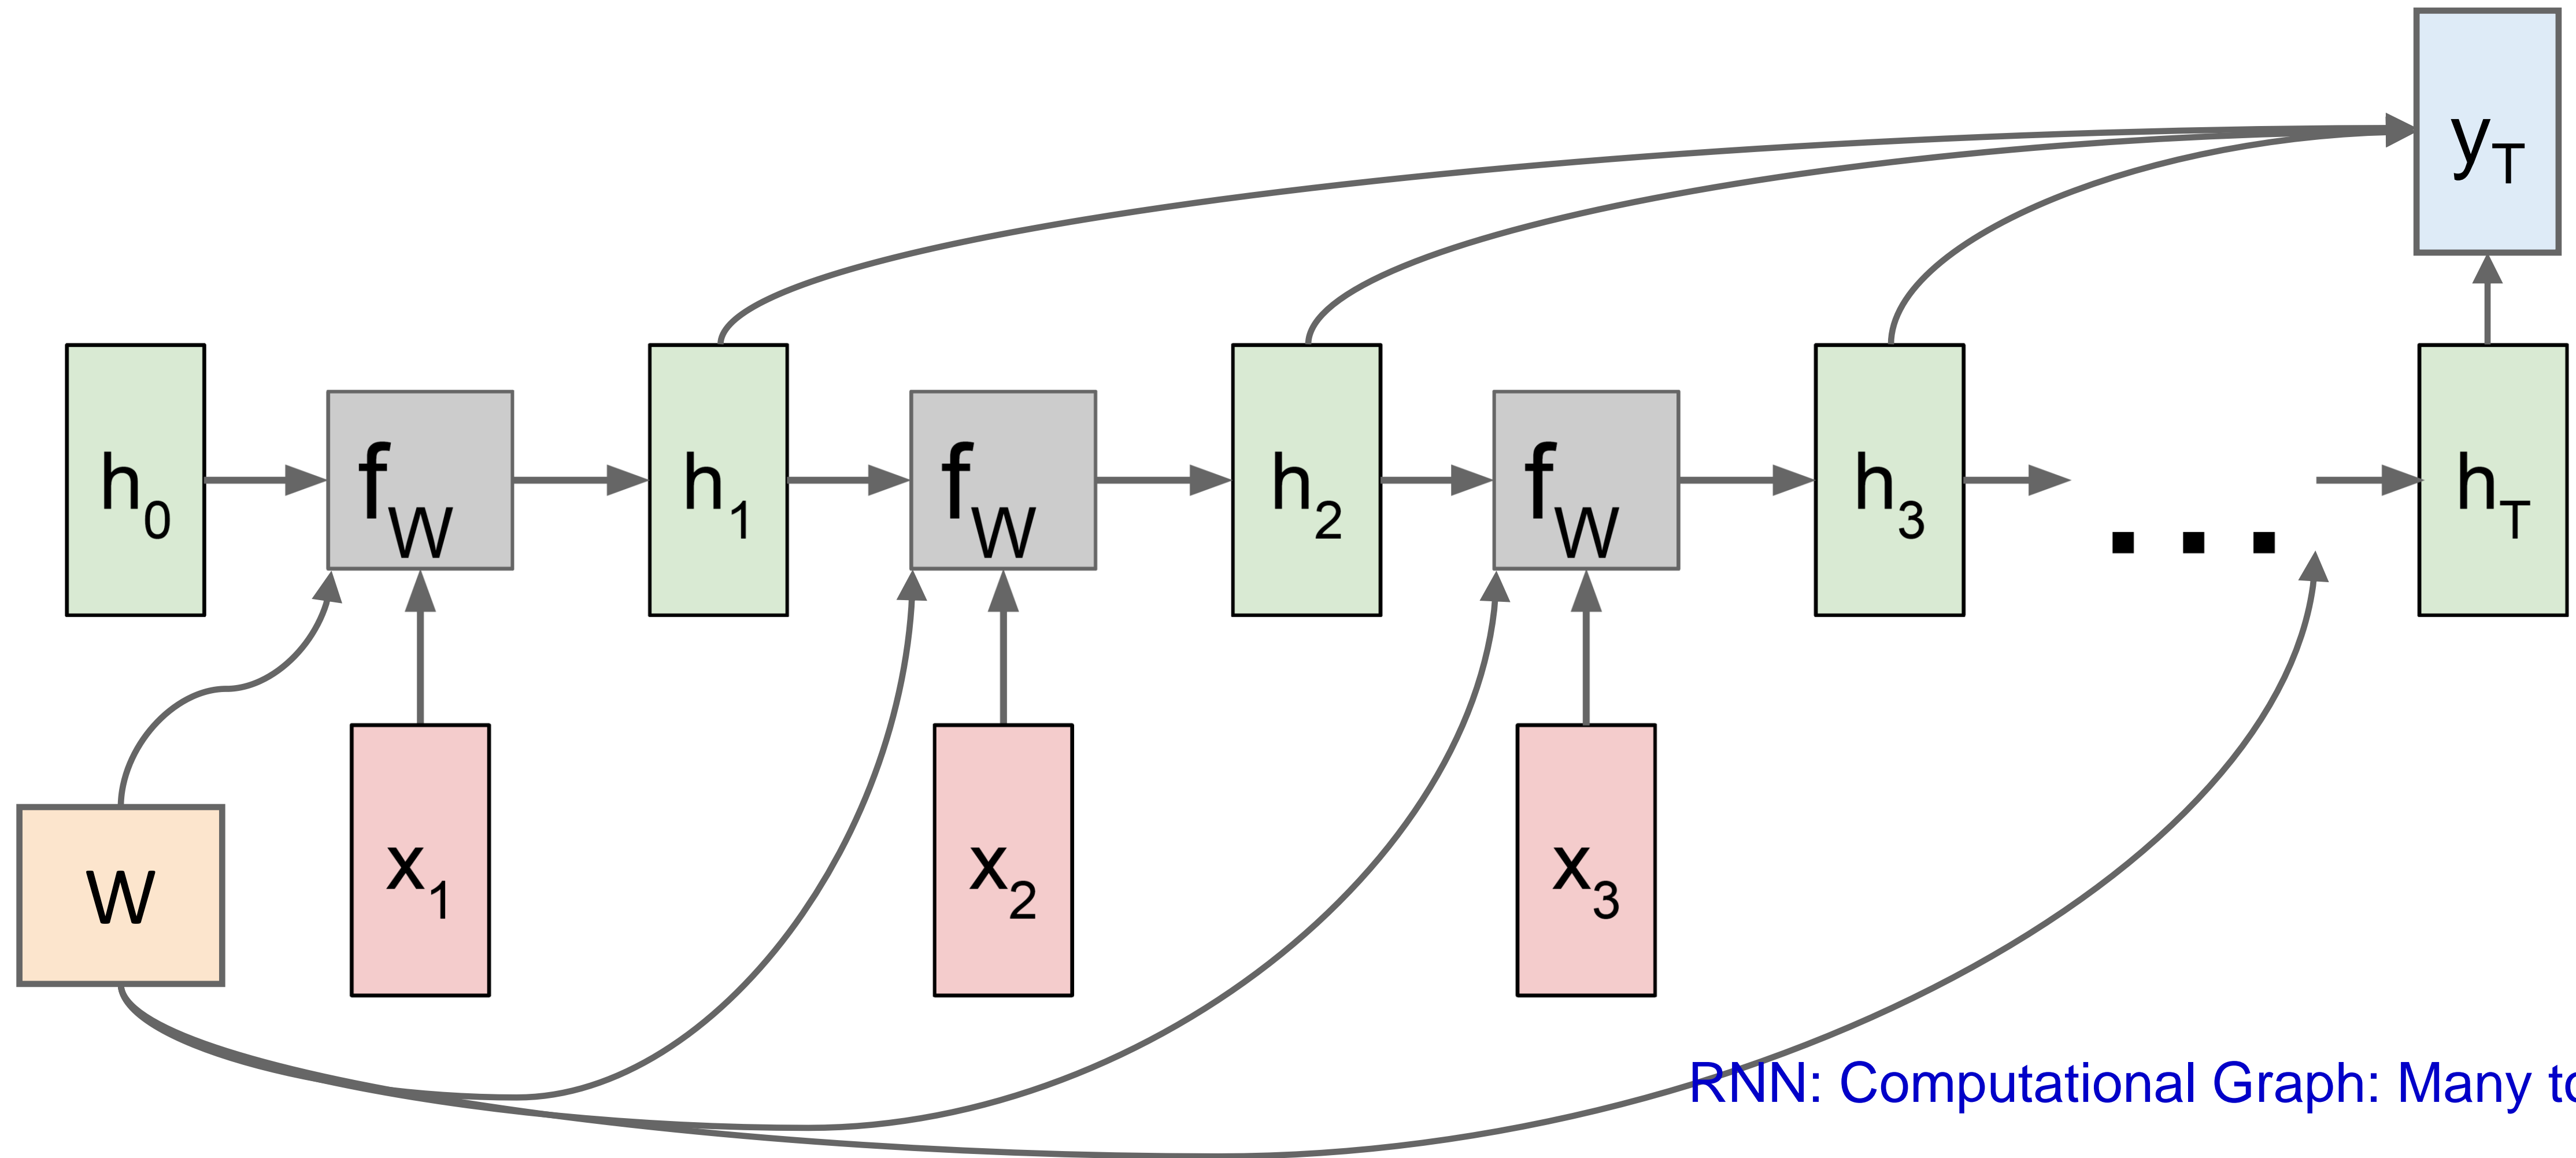 y_T
h_0
f_W
h_1
f_W
h_2
f_W
h_3
...
h_T
W
x_1
x_2
x_3
RNN: Computational Graph: Many